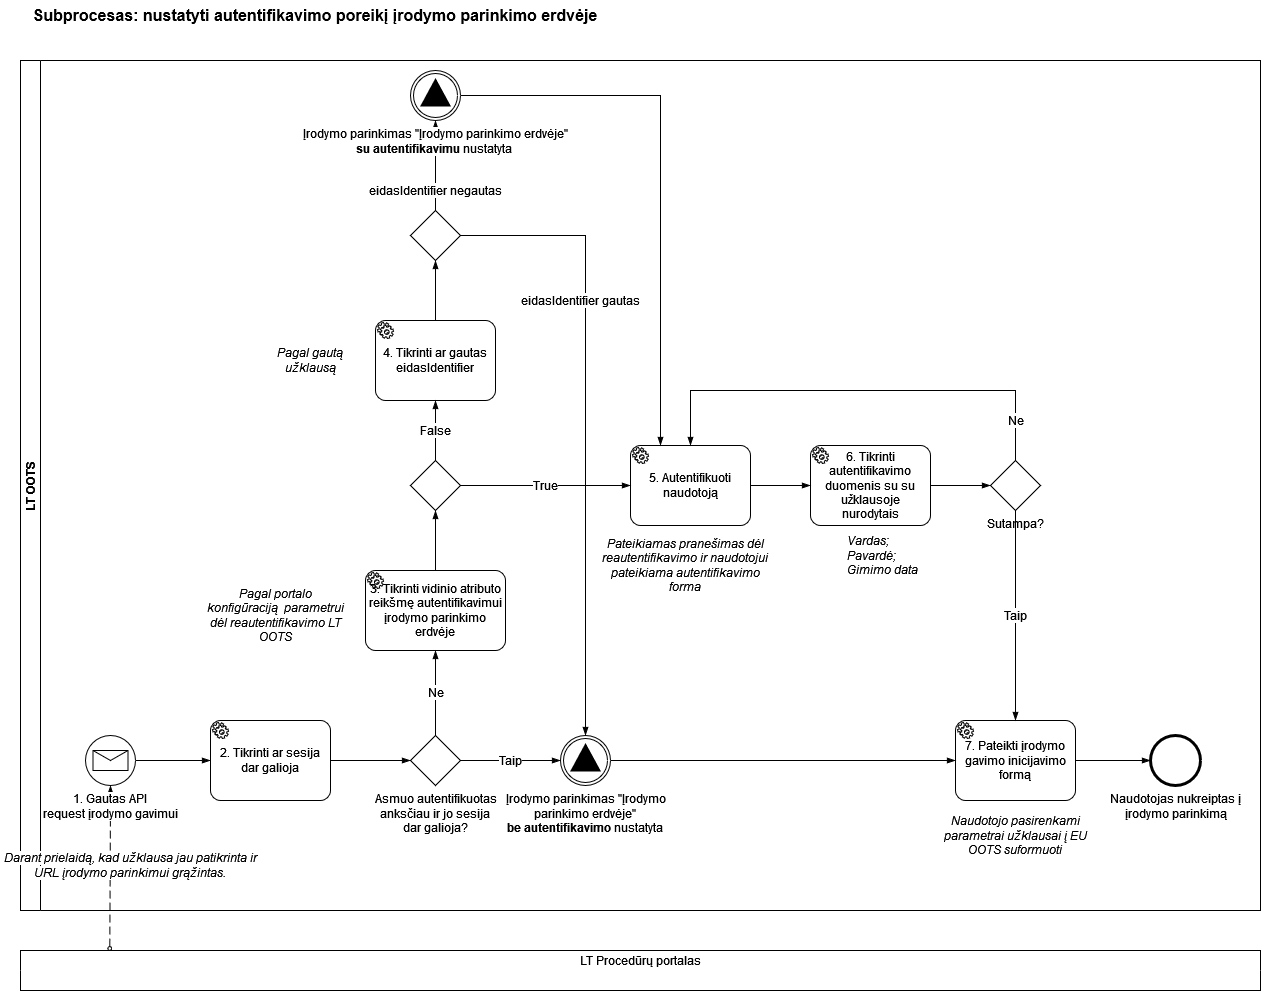 Subprocesas: nustatyti autentifikavimo poreikį įrodymo parinkimo erdvėje
LT OOTS
Įrodymo parinkimas "Įrodymo parinkimo erdvėje"
su autentifikavimu nustatyta
eidasIdentifier negautas
eidasIdentifier gautas
Pagal gautą
užklausą
4. Tikrinti ar gautas
eidasIdentifier
False
True
5. Autentifikuoti
naudotoją
Pateikiamas pranešimas dėl
reautentifikavimo ir naudotojui
pateikiama autentifikavimo
forma
6. Tikrinti
autentifikavimo
duomenis su su
užklausoje
nurodytais
Vardas;
Pavardė;
Gimimo data
Ne
Sutampa?
Taip
Pagal portalo
konfigūraciją parametrui
dėl reautentifikavimo LT
OOTS
3. Tikrinti vidinio atributo
reikšmę autentifikavimui
įrodymo parinkimo
erdvėje
Ne
1. Gautas API
request įrodymo gavimui
Darant prielaidą, kad užklausa jau patikrinta ir
URL įrodymo parinkimui grąžintas.
2. Tikrinti ar sesija
dar galioja
Asmuo autentifikuotas
anksčiau ir jo sesija
dar galioja?
Taip
Įrodymo parinkimas "Įrodymo
parinkimo erdvėje"
be autentifikavimo nustatyta
7. Pateikti įrodymo
gavimo inicijavimo
formą
Naudotojo pasirenkami
parametrai užklausai į EU
OOTS suformuoti
Naudotojas nukreiptas į
įrodymo parinkimą
LT Procedūrų portalas